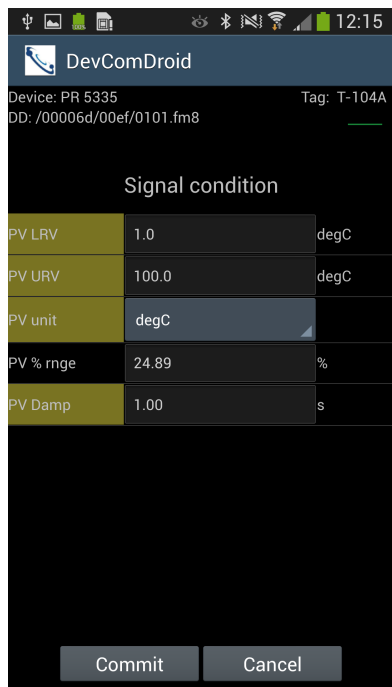 12:15
DevComDroid
Device: PR 5335 Tag: T-104A
DD: /00006d/00ef/0101.fm8
Signal condition
PV LRV 1.0 degC
PV URV 100.0 degC
PV unit degC
PV % rnge 24.89 %
PV Damp 1.00 s
Commit Cancel